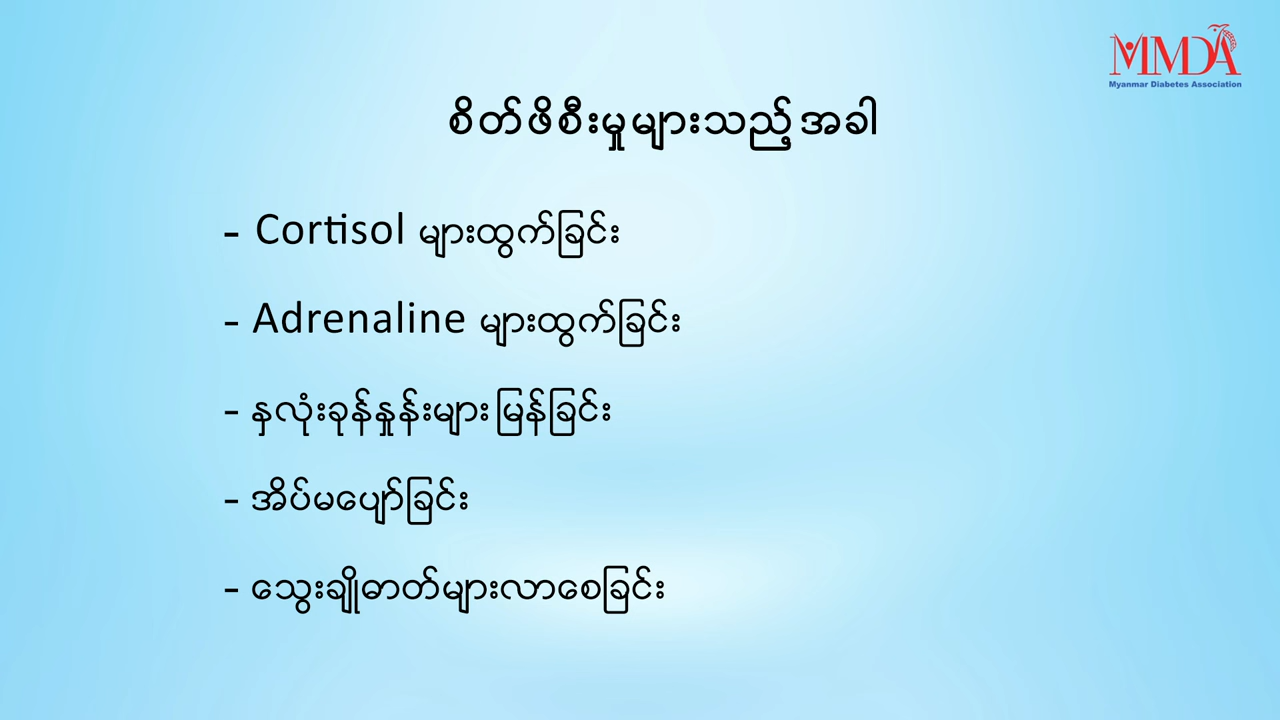 MMDA
Myanmar Diabetes Association
စိတ်ဖိစီးမှုများသည့်အခါ
- Cortisol များထွက်ခြင်း
- Adrenaline များထွက်ခြင်း
- နှလုံးခုန်နှုန်းများမြန်ခြင်း
- အိပ်မပျော်ခြင်း
- သွေးချိုဓာတ်များလာစေခြင်း